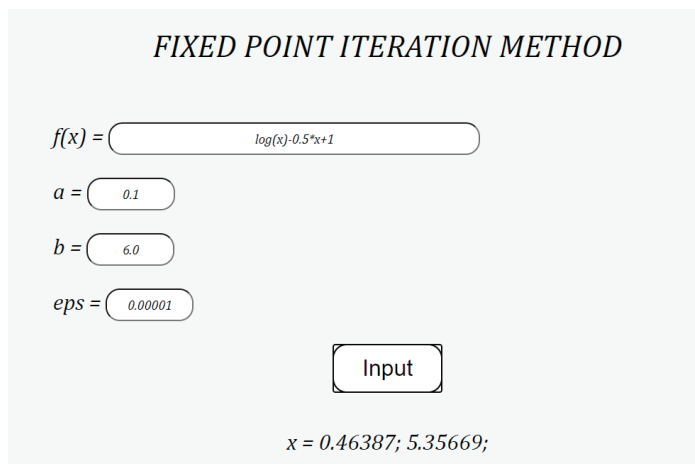 FIXED POINT ITERATION METHOD
f(x) = log(x)-0.5*x+1
a = 0.1
b = 6.0
eps = 0.00001
Input
x = 0.46387; 5.35669;